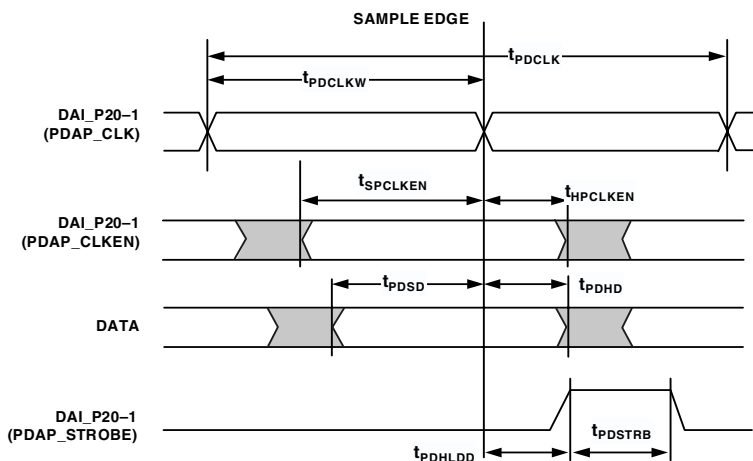 SAMPLE EDGE
tPDCLK
tPDCLKW
DAI_P20–1
(PDAP_CLK)
tSPCLKEN
tHPCLKEN
DAI_P20–1
(PDAP_CLKEN)
tPDSD
tPDHD
DATA
DAI_P20–1
(PDAP_STROBE)
tPDSTRB
tPDHLDD